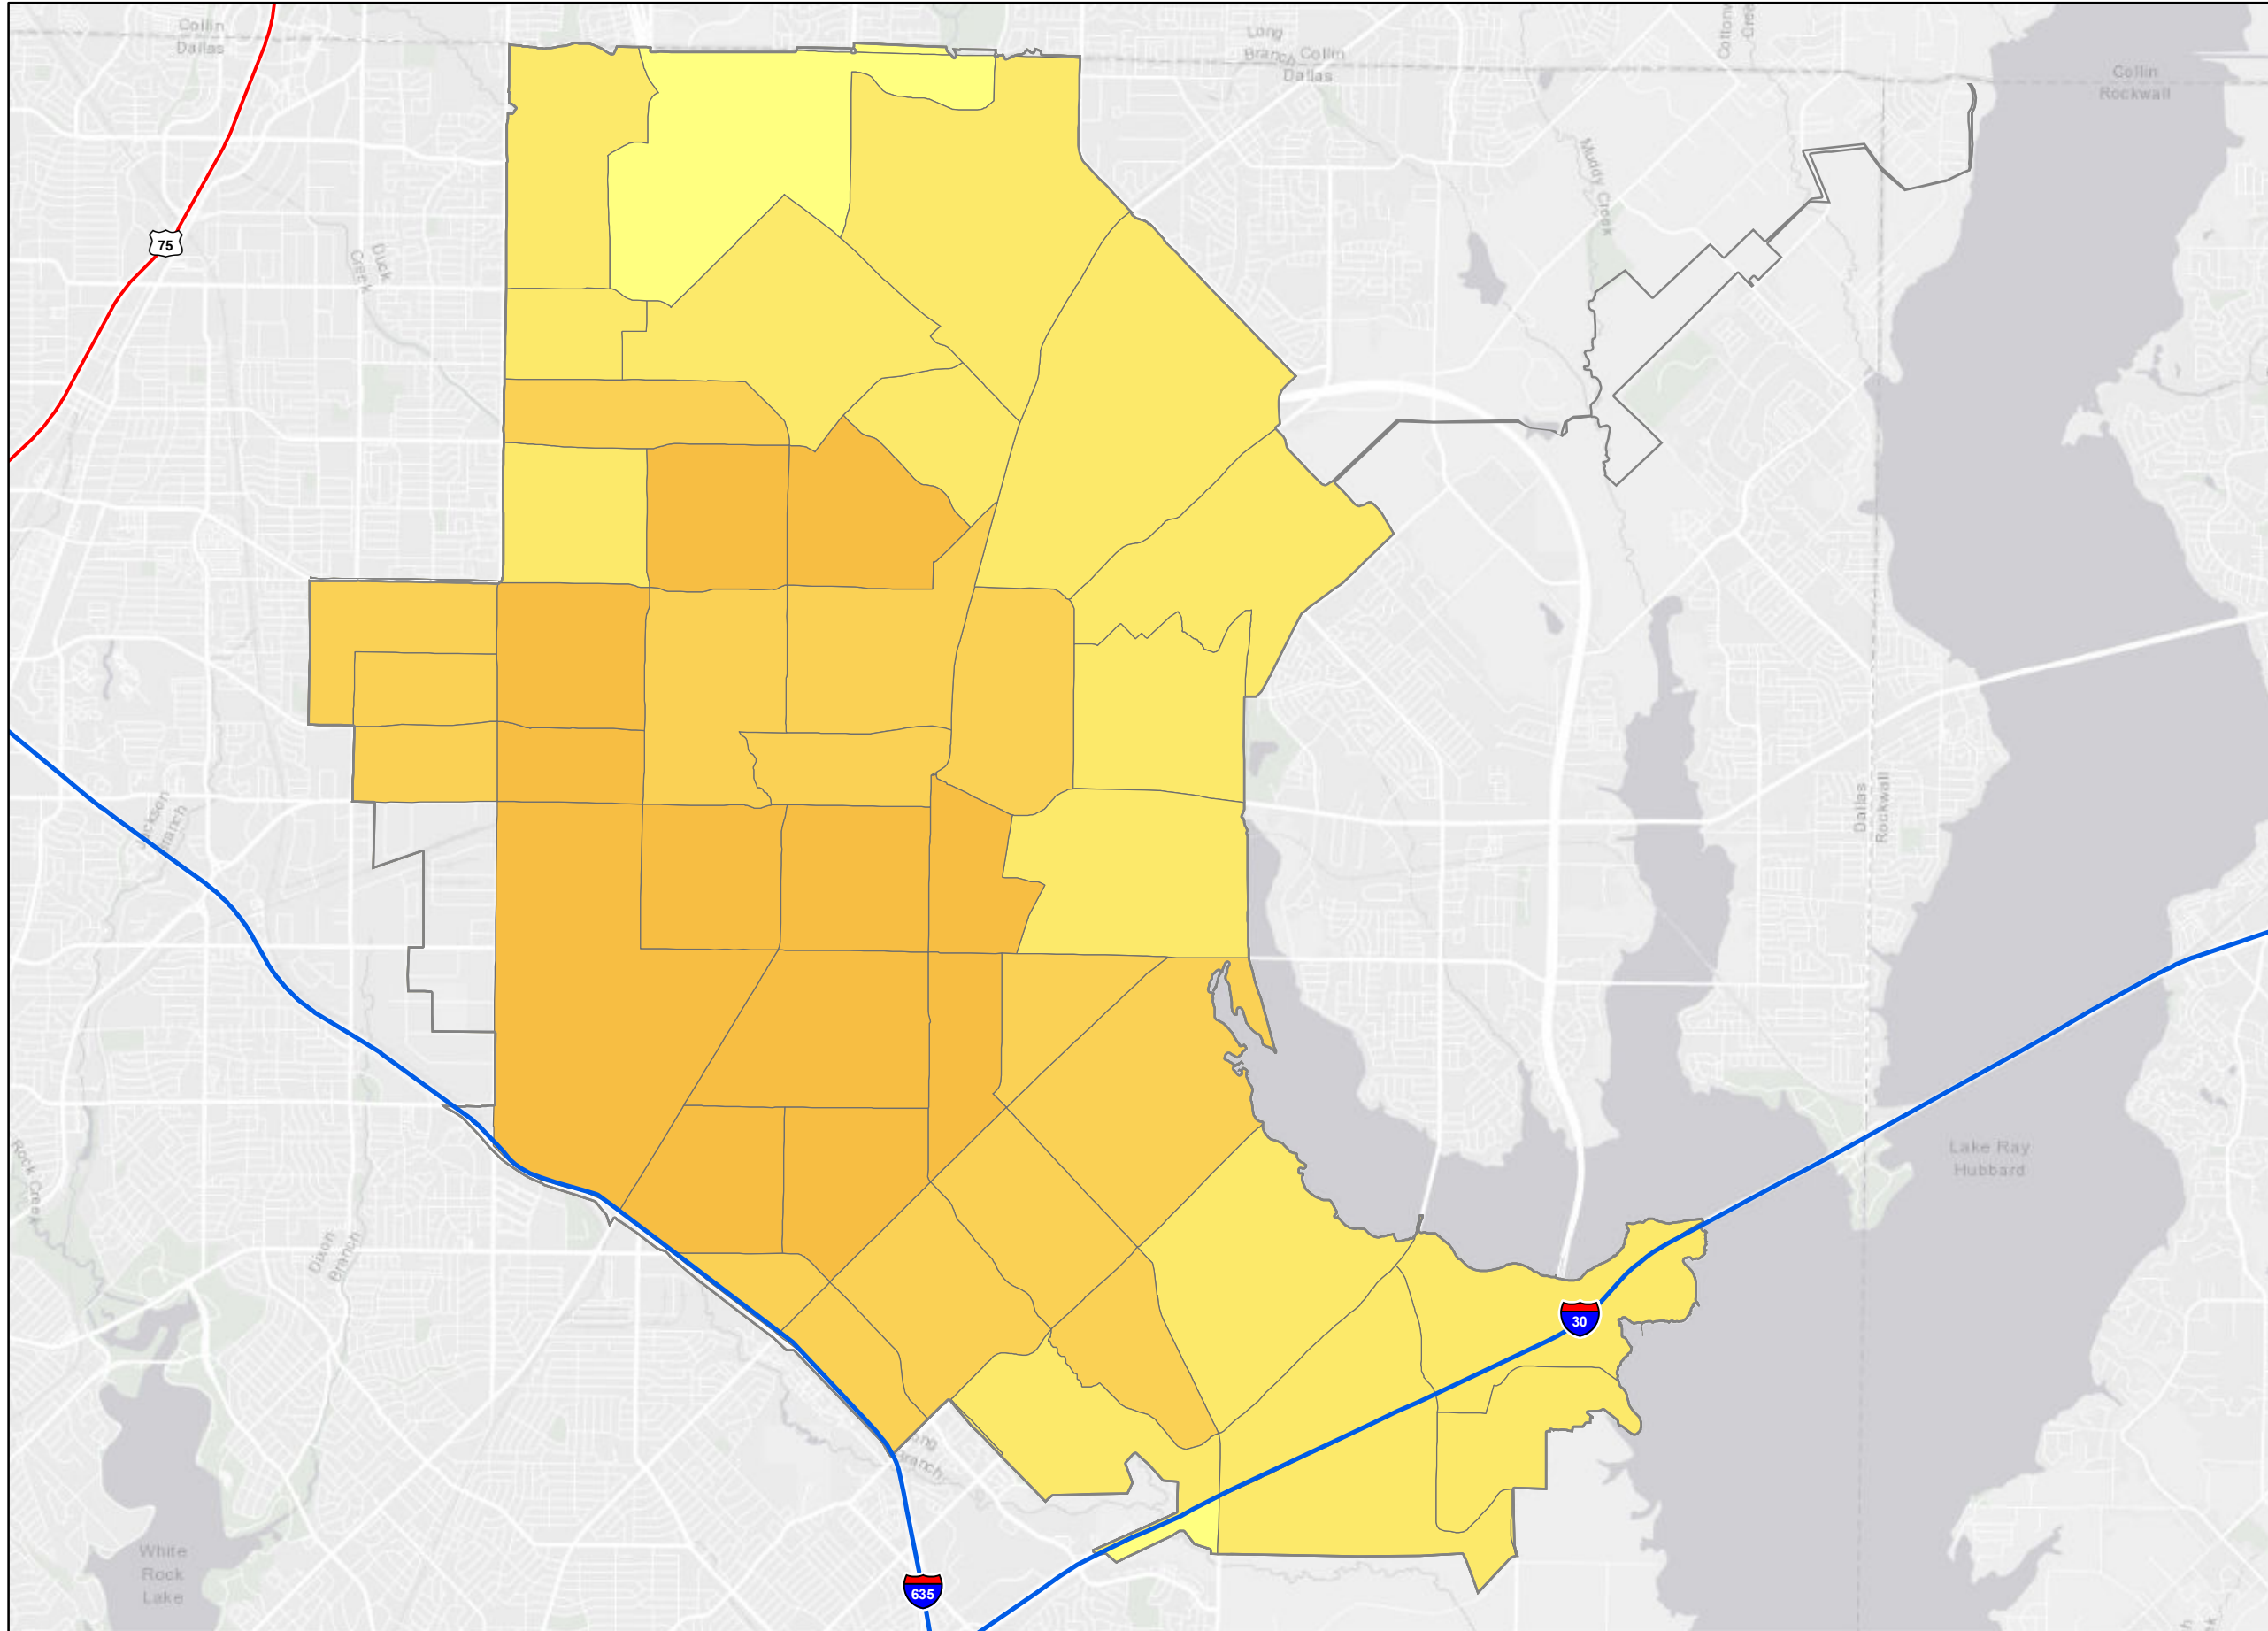 Collin
Dallas
Long
Branch
Collin
Dallas
Collin
Rockwall
Muddy Creek
75
Duck
Creek
Dallas
Rockwall
Rock Creek
Dixon
Branch
Lake Ray
Hubbard
30
Branch
White
Rock
Lake
635